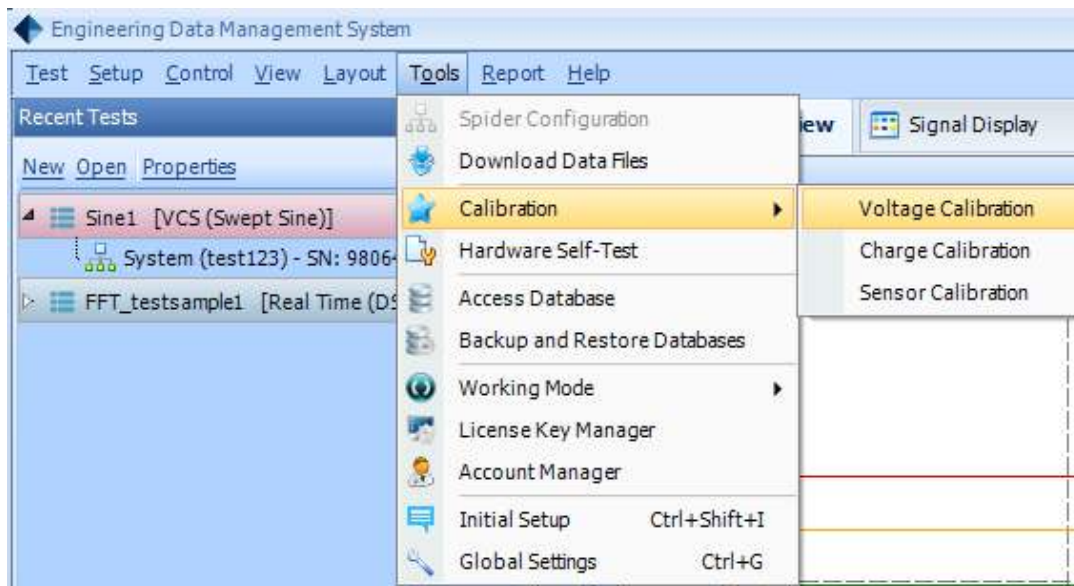 Engineering Data Management System
Test Setup Control View Layout Tools Report Help
Recent Tests
New Open Properties
Sine1 [VCS (Swept Sine)]
System (test123) - SN: 9806
FFT_testsample1 [Real Time
Spider Configuration
Download Data Files
Calibration
Hardware Self-Test
Access Database
Backup and Restore Databases
Working Mode
License Key Manager
Account Manager
Initial Setup Ctrl+Shift+I
Global Settings Ctrl+G
Signal Display
Voltage Calibration
Charge Calibration
Sensor Calibration